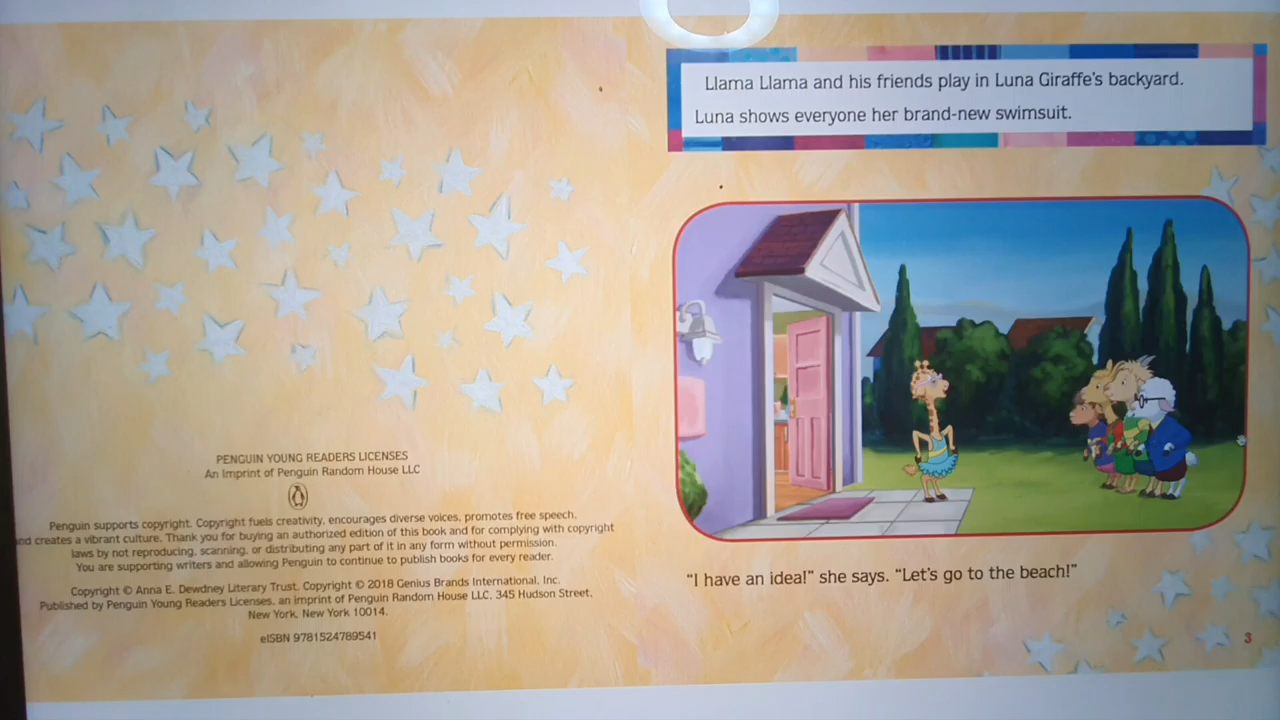 PENGUIN YOUNG READERS LICENSES
An Imprint of Penguin Random House LLC
Penguin supports copyright. Copyright fuels creativity, encourages diverse voices, promotes free speech,
and creates a vibrant culture. Thank you for buying an authorized edition of this book and for complying with copyright
laws by not reproducing, scanning, or distributing any part of it in any form without permission.
You are supporting writers and allowing Penguin to continue to publish books for every reader.
Copyright © Anna E. Dewdney Literary Trust. Copyright © 2018 Genius Brands International, Inc.
Published by Penguin Young Readers Licenses, an imprint of Penguin Random House LLC, 345 Hudson Street,
New York, New York 10014.
eISBN 9781524789541
Llama Llama and his friends play in Luna Giraffe's backyard.
Luna shows everyone her brand-new swimsuit.
"I have an idea!" she says. "Let's go to the beach!"
3